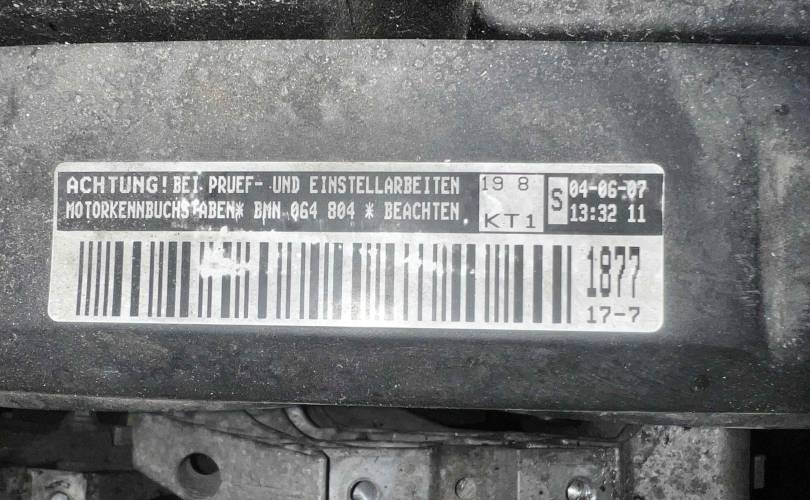 ACHTUNG! BEI PRUEF- UND EINSTELLARBEITEN
MOTORKENNBUCHSTABEN* BMN 064 804 * BEACHTEN.
19 8
KT1
S
04-06-07
13:32 11
1877
17-7